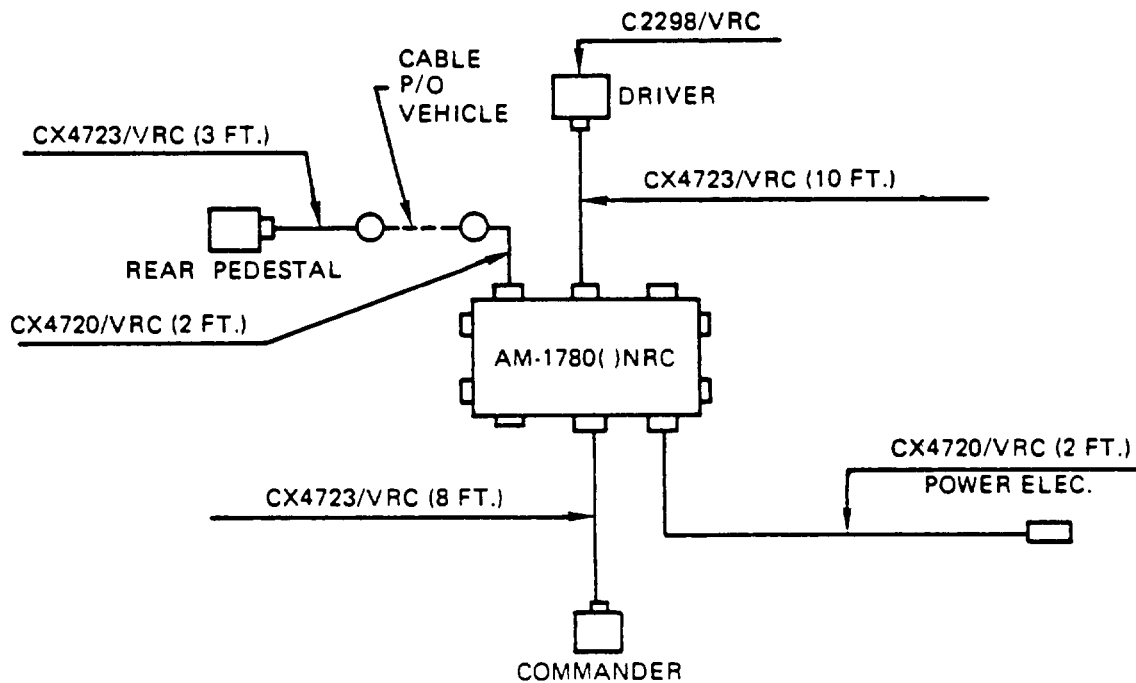 C2298/VRC
CABLE
P/O
VEHICLE
DRIVER
CX4723/VRC (3 FT.)
CX4723/VRC (10 FT.)
REAR PEDESTAL
CX4720/VRC (2 FT.)
AM-1780( )NRC
CX4720/VRC (2 FT.)
POWER ELEC.
CX4723/VRC (8 FT.)
COMMANDER